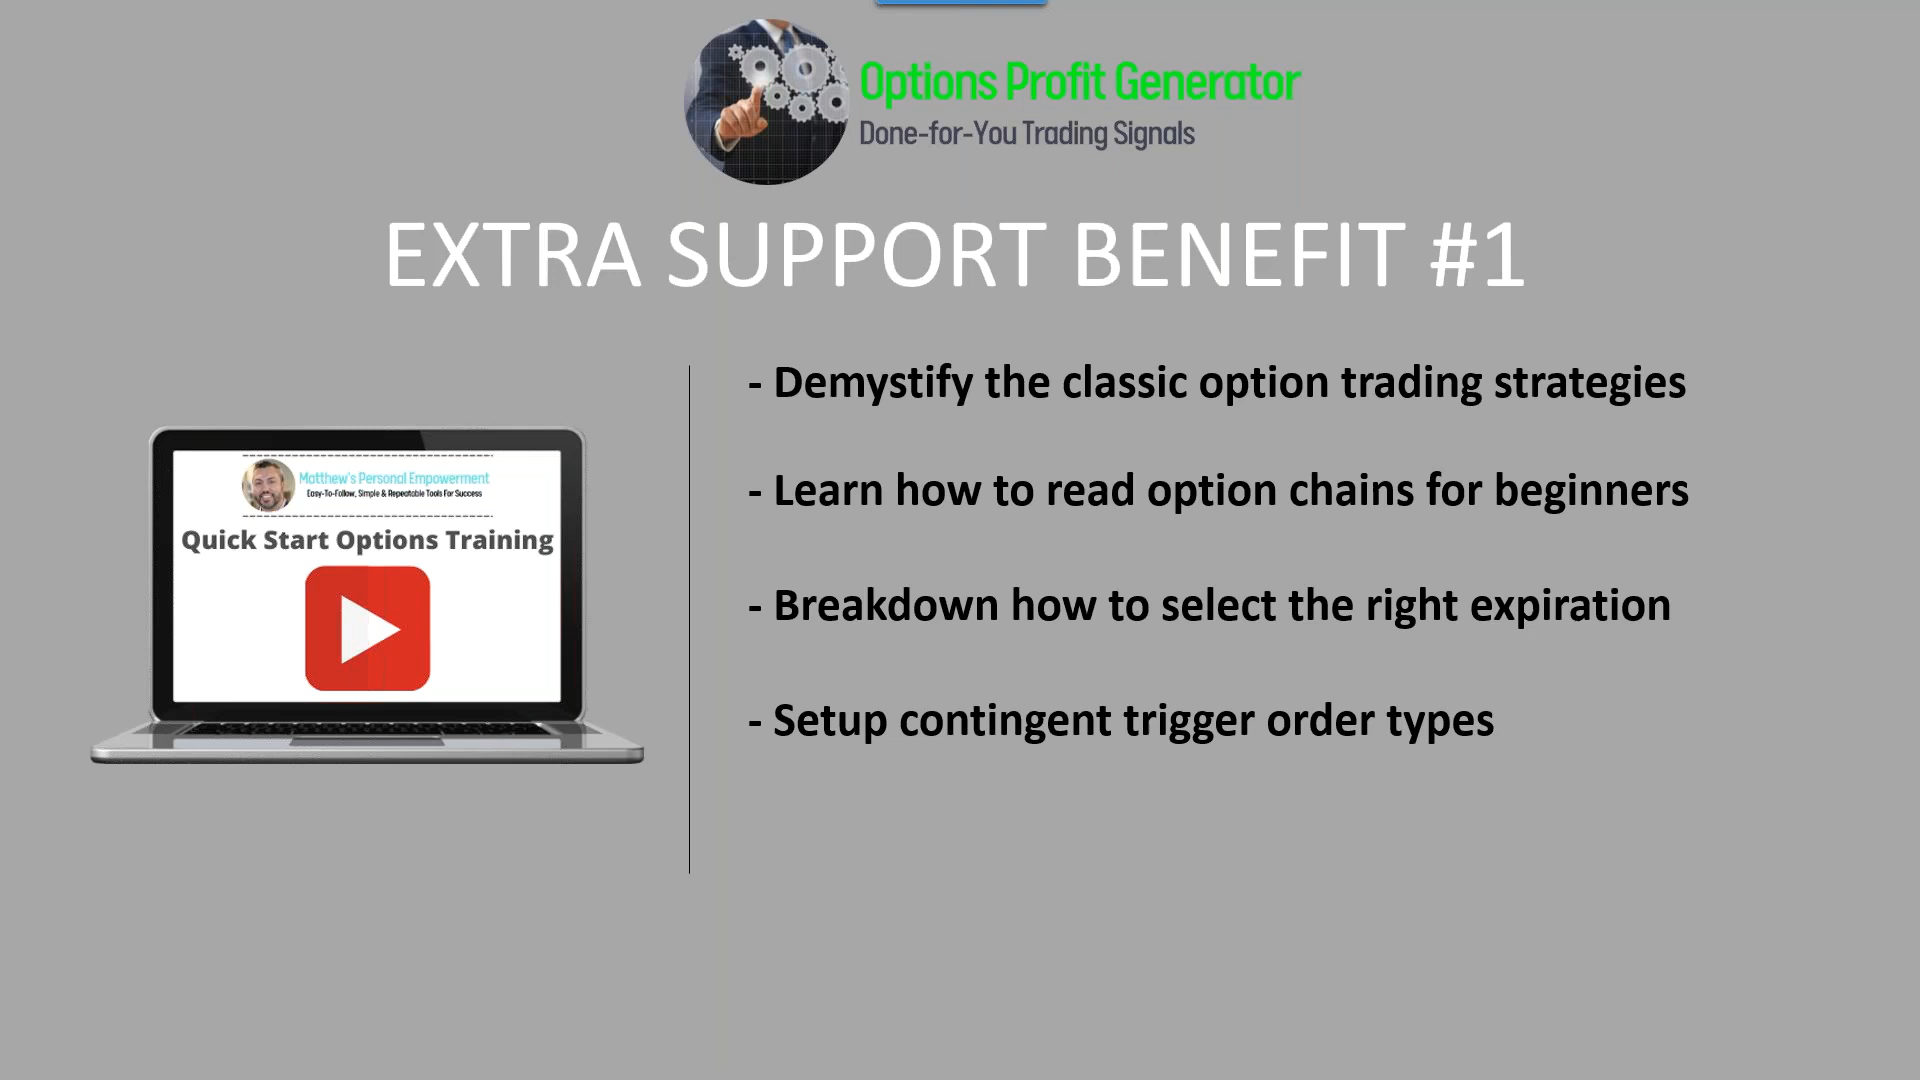 Options Profit Generator
Done-for-You Trading Signals
EXTRA SUPPORT BENEFIT #1
Matthew's Personal Empowerment
Easy-To-Follow, Simple & Repeatable Tools For Success
Quick Start Options Training
- Demystify the classic option trading strategies
- Learn how to read option chains for beginners
- Breakdown how to select the right expiration
- Setup contingent trigger order types